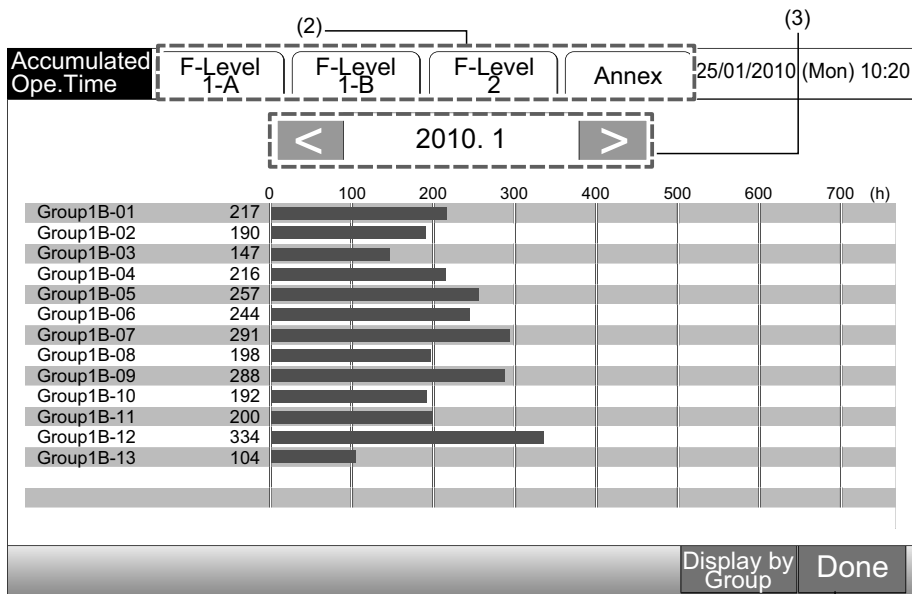 (2)
(3)
Accumulated
Ope.Time
F-Level
1-A
F-Level
1-B
F-Level
2
Annex
25/01/2010 (Mon) 10:20
< 2010. 1 >
0 100 200 300 400 500 600 700 (h)
Group1B-01 217
Group1B-02 190
Group1B-03 147
Group1B-04 216
Group1B-05 257
Group1B-06 244
Group1B-07 291
Group1B-08 198
Group1B-09 288
Group1B-10 192
Group1B-11 200
Group1B-12 334
Group1B-13 104
Display by
Group
Done